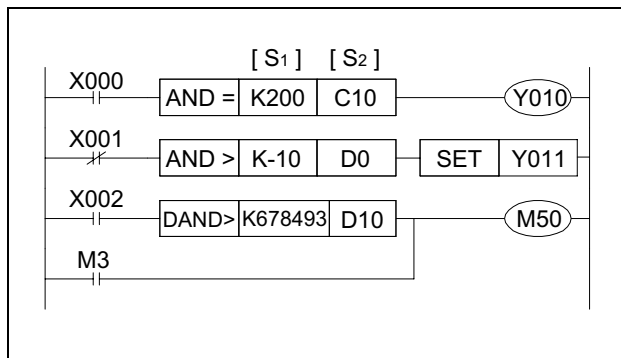 [ S1 ] [ S2 ]
X000 AND = K200 C10 Y010
X001 AND > K-10 D0 SET Y011
X002 DAND> K678493 D10 M50
M3